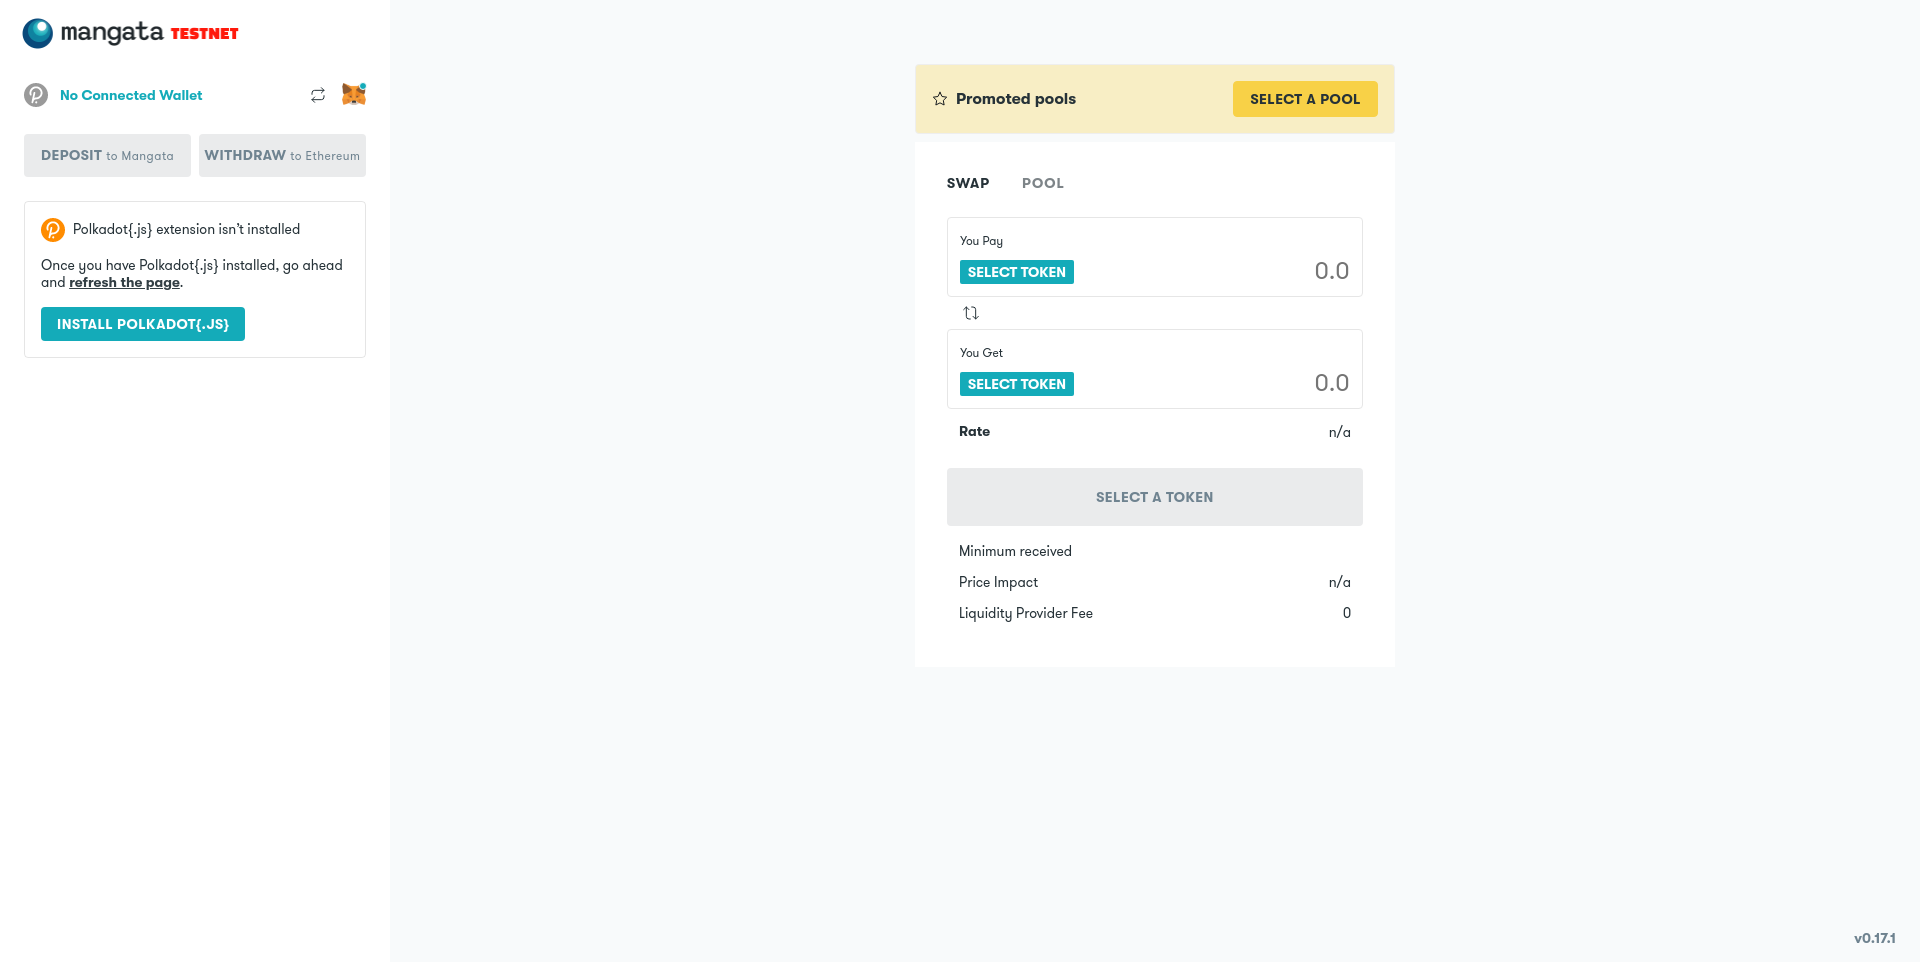 mangata TESTNET
No Connected Wallet
DEPOSIT to Mangata
WITHDRAW to Ethereum
Polkadot{.js} extension isn't installed
Once you have Polkadot{.js} installed, go ahead
and refresh the page.
INSTALL POLKADOT{.JS}
Promoted pools
SELECT A POOL
SWAP
POOL
You Pay
SELECT TOKEN
0.0
You Get
SELECT TOKEN
0.0
Rate
n/a
SELECT A TOKEN
Minimum received
Price Impact
n/a
Liquidity Provider Fee
0
v0.17.1